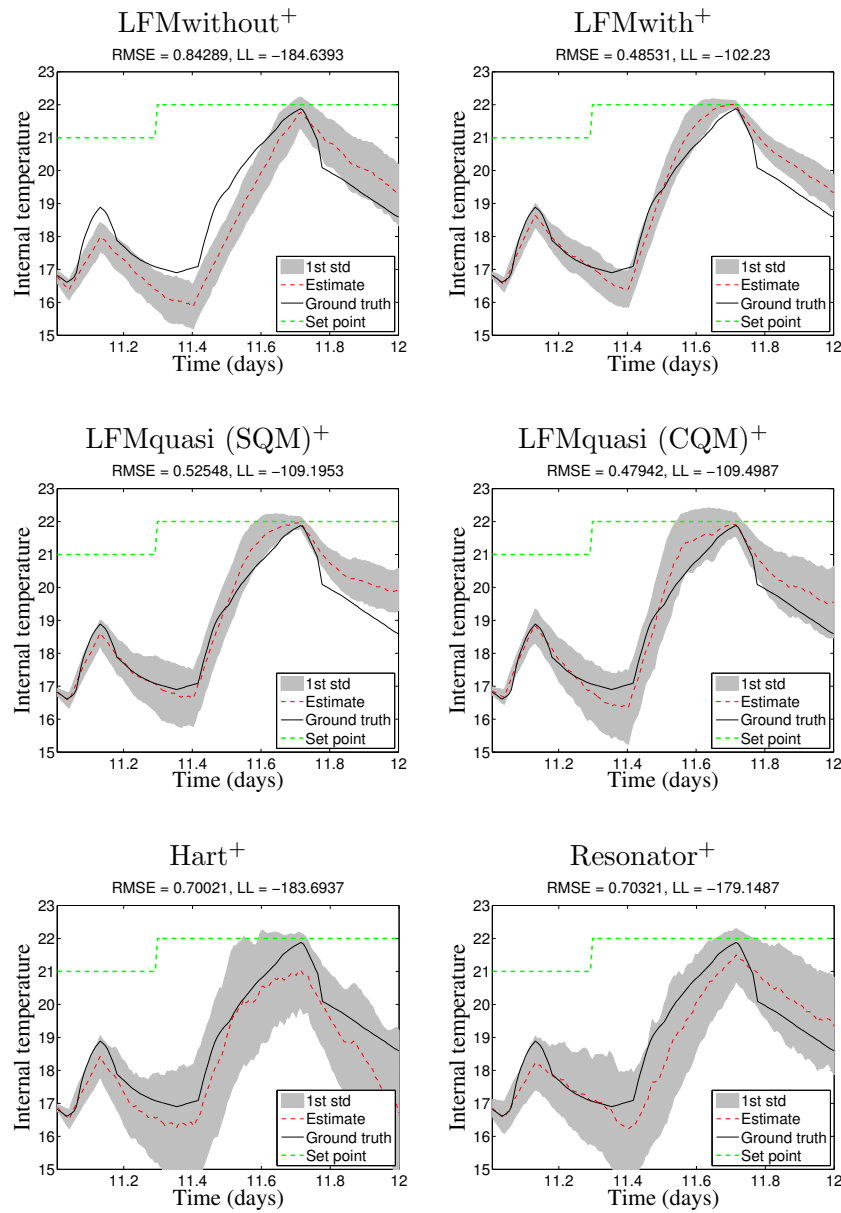 LFMwithout+
RMSE = 0.84289, LL = −184.6393
23
22
21
20
19
18
17
16
15
Internal temperature
1st std
Estimate
Ground truth
Set point
11.2 11.4 11.6 11.8 12
Time (days)
LFMwith+
RMSE = 0.48531, LL = −102.23
23
22
21
20
19
18
17
16
15
Internal temperature
1st std
Estimate
Ground truth
Set point
11.2 11.4 11.6 11.8 12
Time (days)
LFMquasi (SQM)+
RMSE = 0.52548, LL = −109.1953
23
22
21
20
19
18
17
16
15
Internal temperature
1st std
Estimate
Ground truth
Set point
11.2 11.4 11.6 11.8 12
Time (days)
LFMquasi (CQM)+
RMSE = 0.47942, LL = −109.4987
23
22
21
20
19
18
17
16
15
Internal temperature
1st std
Estimate
Ground truth
Set point
11.2 11.4 11.6 11.8 12
Time (days)
Hart+
RMSE = 0.70021, LL = −183.6937
23
22
21
20
19
18
17
16
15
Internal temperature
1st std
Estimate
Ground truth
Set point
11.2 11.4 11.6 11.8 12
Time (days)
Resonator+
RMSE = 0.70321, LL = −179.1487
23
22
21
20
19
18
17
16
15
Internal temperature
1st std
Estimate
Ground truth
Set point
11.2 11.4 11.6 11.8 12
Time (days)